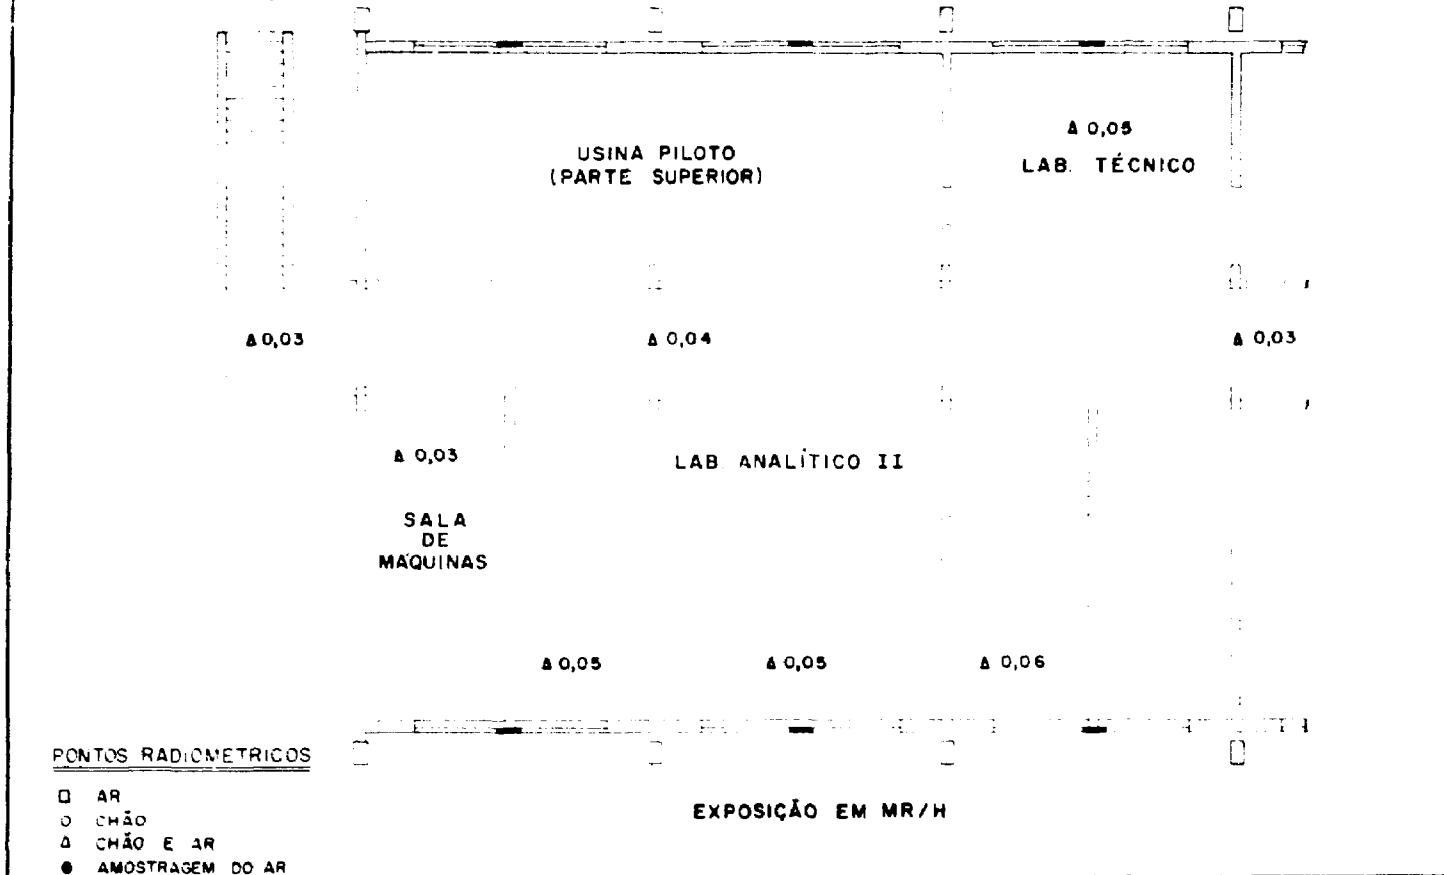 Δ 0,05
USINA PILOTO
(PARTE SUPERIOR)
LAB. TÉCNICO
Δ 0,03
Δ 0,04
Δ 0,03
Δ 0,03
LAB. ANALÍTICO II
SALA
DE
MÁQUINAS
Δ 0,05
Δ 0,05
Δ 0,06
PONTOS RADIOMETRICOS
EXPOSIÇÃO EM MR/H
□ AR
○ CHÃO
Δ CHÃO E AR
● AMOSTRAGEM DO AR